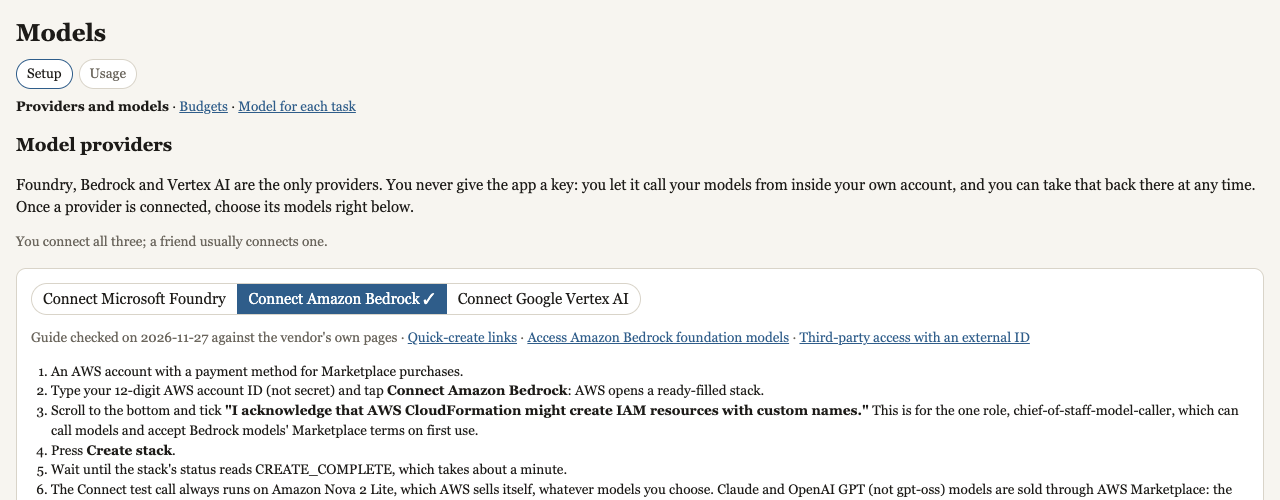 Models
Setup Usage
Providers and models · Budgets · Model for each task
Model providers
Foundry, Bedrock and Vertex AI are the only providers. You never give the app a key: you let it call your models from inside your own account, and you can take that back there at any time.
Once a provider is connected, choose its models right below.
You connect all three; a friend usually connects one.
Connect Microsoft Foundry Connect Amazon Bedrock ✓ Connect Google Vertex AI
Guide checked on 2026-11-27 against the vendor's own pages · Quick-create links · Access Amazon Bedrock foundation models · Third-party access with an external ID
1. An AWS account with a payment method for Marketplace purchases.
2. Type your 12-digit AWS account ID (not secret) and tap Connect Amazon Bedrock: AWS opens a ready-filled stack.
3. Scroll to the bottom and tick "I acknowledge that AWS CloudFormation might create IAM resources with custom names." This is for the one role, chief-of-staff-model-caller, which can
call models and accept Bedrock models' Marketplace terms on first use.
4. Press Create stack.
5. Wait until the stack's status reads CREATE_COMPLETE, which takes about a minute.
6. The Connect test call always runs on Amazon Nova 2 Lite, which AWS sells itself, whatever models you choose. Claude and OpenAI GPT (not gpt-oss) models are sold through AWS Marketplace: the